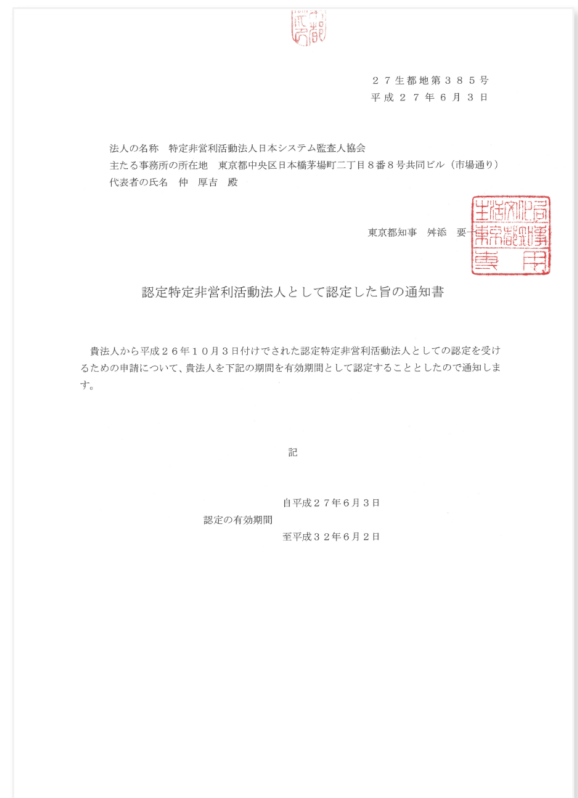 ２７生都地第３８５号
平成２７年６月３日
法人の名称　特定非営利活動法人日本システム監査人協会
主たる事務所の所在地　東京都中央区日本橋茅場町二丁目８番８号共同ビル（市場通り）
代表者の氏名　仲　厚吉　殿
東京都知事　舛添　要一
生活文化局
東京都知事
専用
認定特定非営利活動法人として認定した旨の通知書
貴法人から平成２６年１０月３日付けでされた認定特定非営利活動法人としての認定を受け
るための申請について、貴法人を下記の期間を有効期間として認定することとしたので通知しま
す。
記
自平成２７年６月３日
認定の有効期間
至平成３２年６月２日